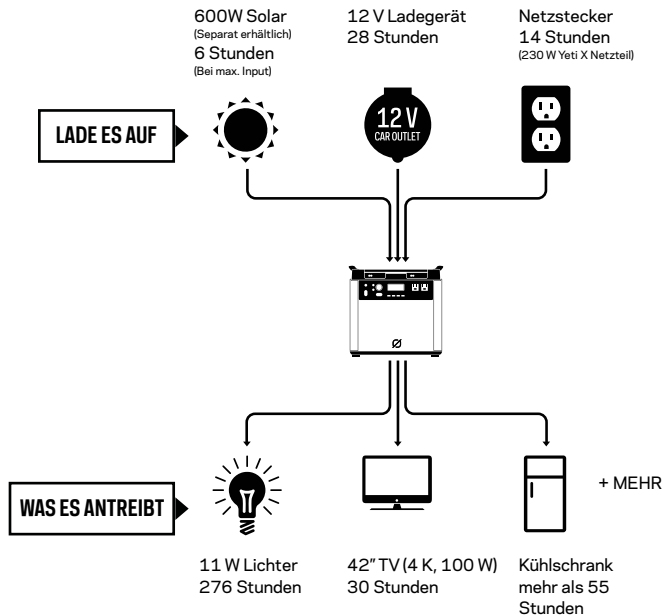 600W Solar
(Separat erhältlich)
6 Stunden
(Bei max. Input)
12 V Ladegerät
28 Stunden
Netzstecker
14 Stunden
(230 W Yeti X Netzteil)
LADE ES AUF
12 V
CAR OUTLET
WAS ES ANTREIBT
+ MEHR
11 W Lichter
276 Stunden
42” TV (4 K, 100 W)
30 Stunden
Kühlschrank
mehr als 55
Stunden